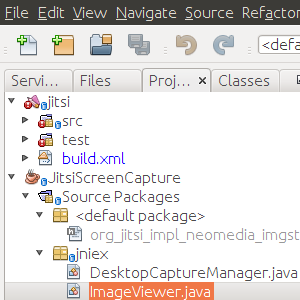 File Edit View Navigate Source Refacto
<defa
Servi... Files Proj... × Classes
jitsi
src
test
build.xml
JitsiScreenCapture
Source Packages
<default package>
org_jitsi_impl_neomedia_imgst
jniex
DesktopCaptureManager.java
ImageViewer.java